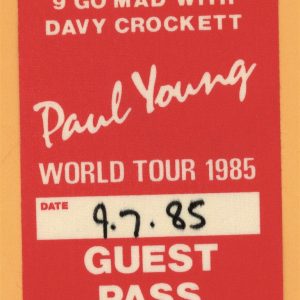 9 GO MAD WITH
DAVY CROCKETT
Paul Young
WORLD TOUR 1985
DATE
9.7.85
GUEST
PASS